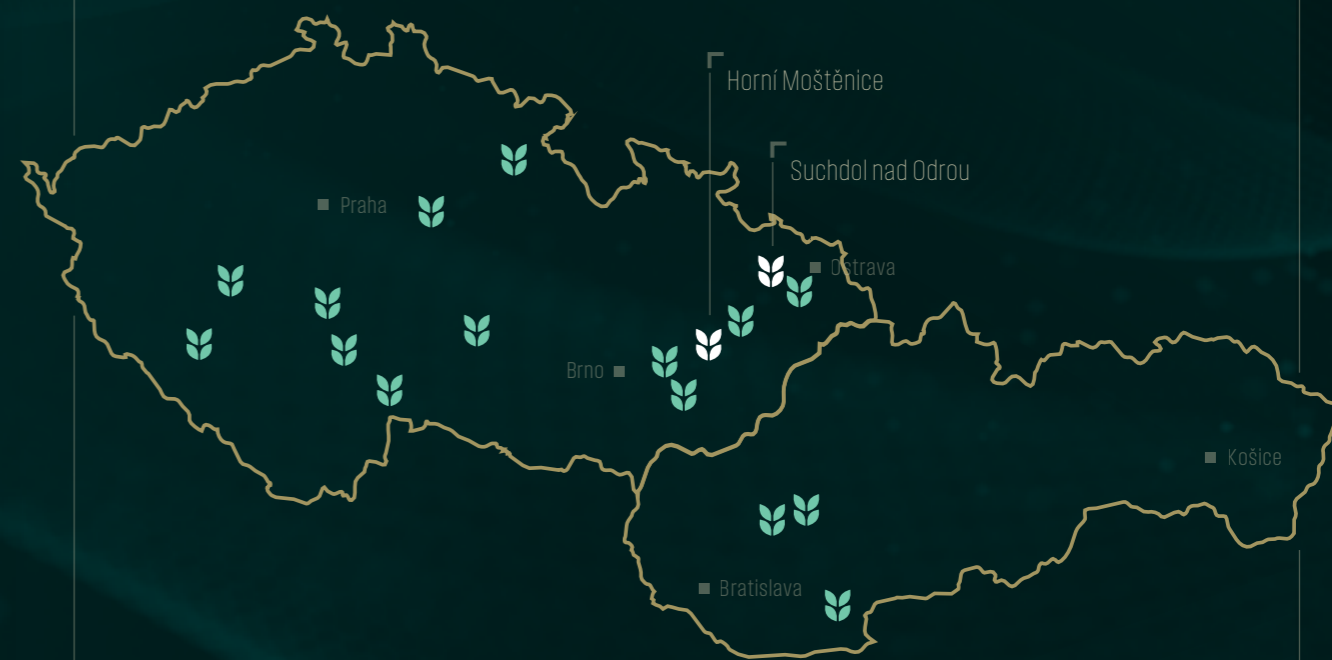 Horní Moštěnice
Suchdol nad Odrou
Praha
Ostrava
Brno
Košice
Bratislava